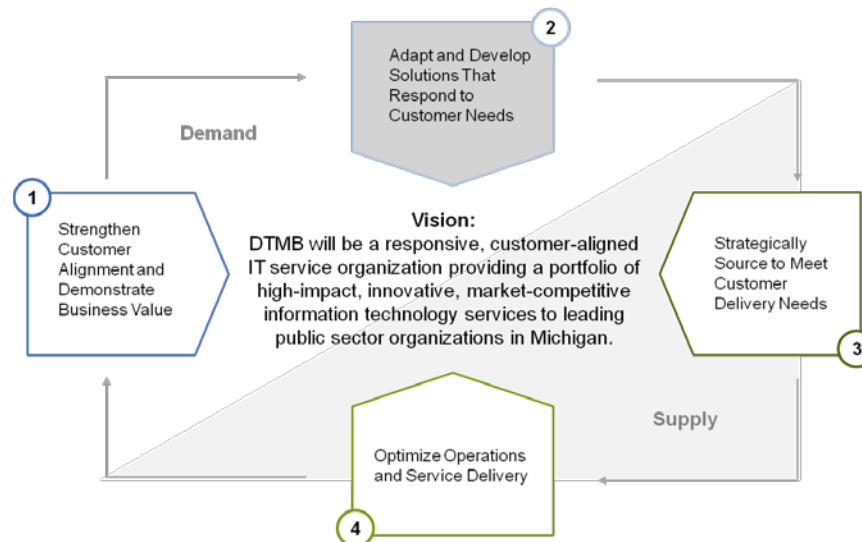 2
Adapt and Develop
Solutions That
Respond to
Customer Needs
Demand
1
Strengthen
Customer
Alignment and
Demonstrate
Business Value
Vision:
DTMB will be a responsive, customer-aligned
IT service organization providing a portfolio of
high-impact, innovative, market-competitive
information technology services to leading
public sector organizations in Michigan.
Strategically
Source to Meet
Customer
Delivery Needs
3
Supply
Optimize Operations
and Service Delivery
4